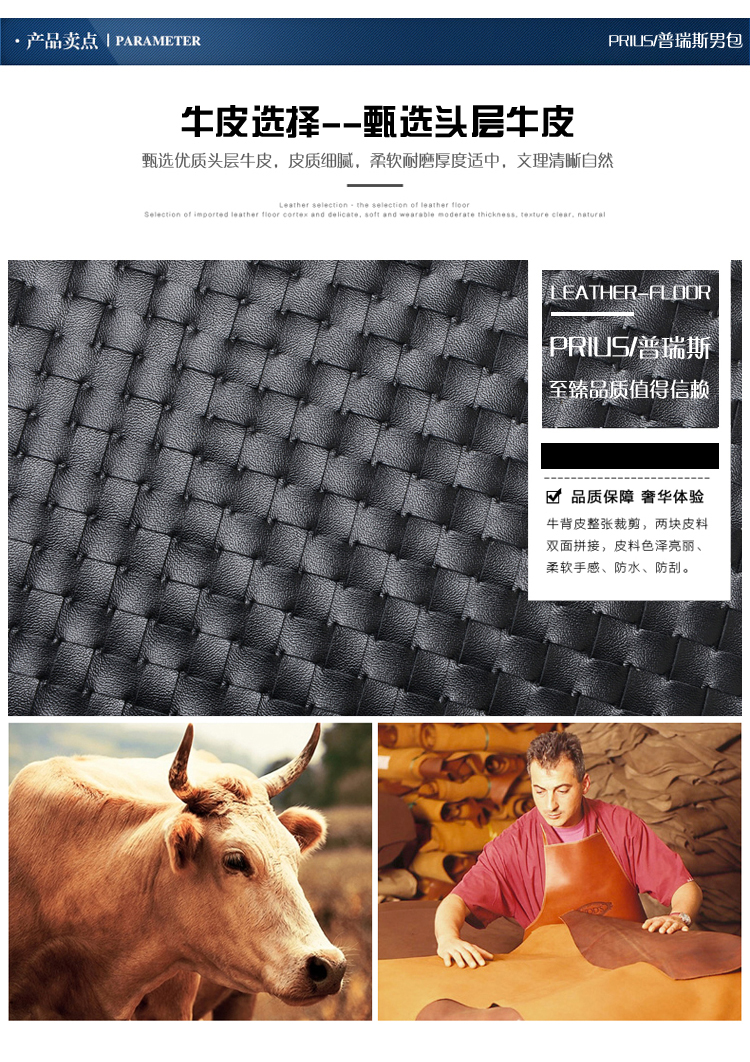 · 产品卖点 | PARAMETER
PRIUS/普瑞斯男包
牛皮选择--甄选头层牛皮
甄选优质头层牛皮，皮质细腻，柔软耐磨厚度适中，文理清晰自然
Leather selection - the selection of leather floor
Selection of imported leather floor cortex and delicate, soft and wearable moderate thickness, texture clear, natural
LEATHER-FLOOR
PRIUS/普瑞斯
至臻品质值得信赖
品质保障 奢华体验
牛背皮整张裁剪，两块皮料
双面拼接，皮料色泽亮丽、
柔软手感、防水、防刮。